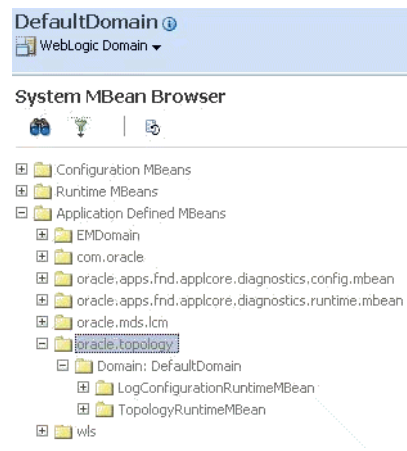 DefaultDomain
WebLogic Domain
System MBean Browser
Configuration MBeans
Runtime MBeans
Application Defined MBeans
EMDomain
com.oracle
oracle.apps.fnd.applcore.diagnostics.config.mbean
oracle.apps.fnd.applcore.diagnostics.runtime.mbean
oracle.mds.lcm
oracle.topology
Domain: DefaultDomain
LogConfigurationRuntimeMBean
TopologyRuntimeMBean
wls